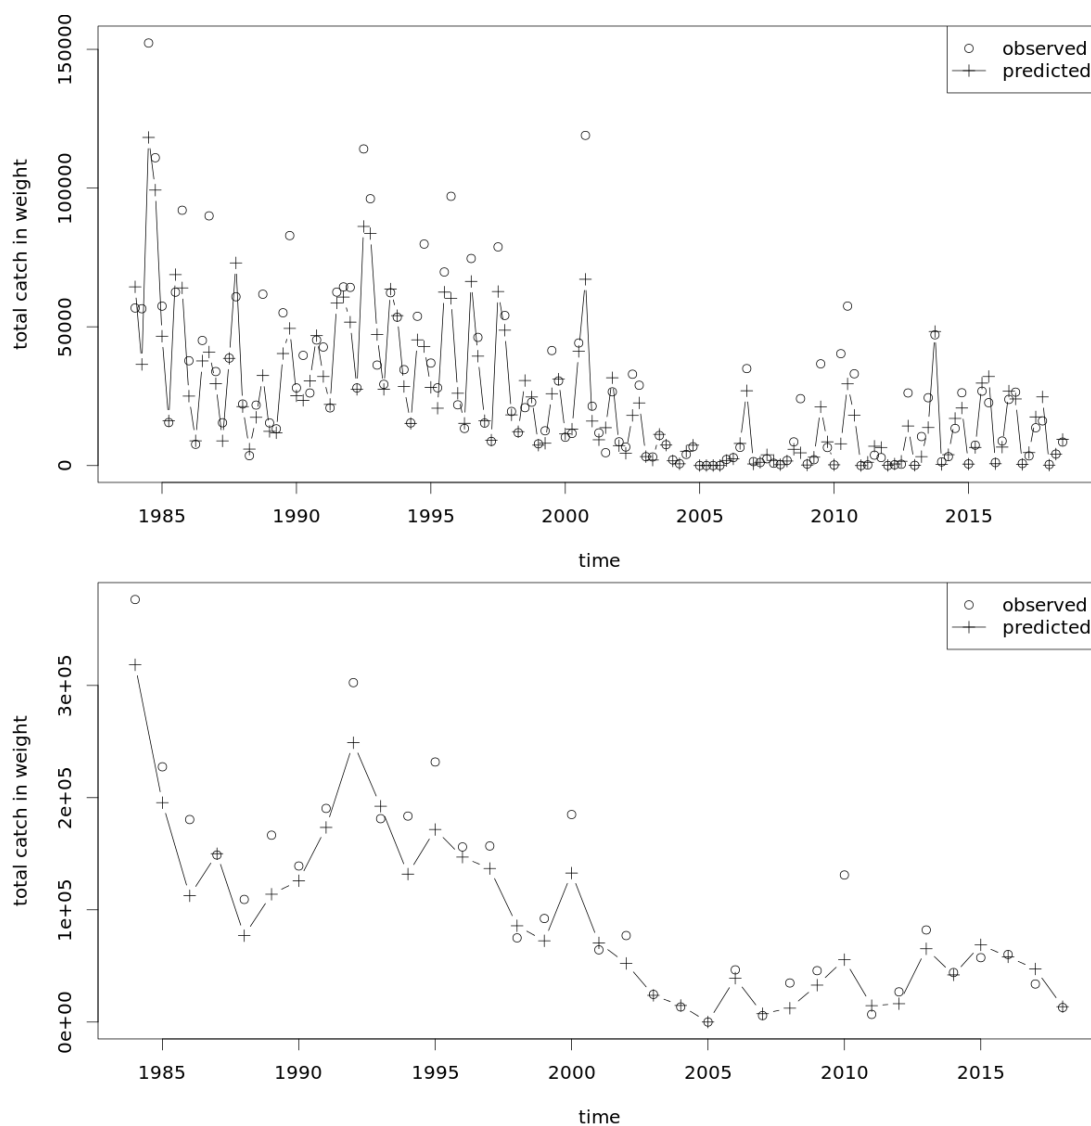 150000
100000
50000
0
total catch in weight
observed
predicted
1985 1990 1995 2000 2005 2010 2015
time
3e+05
2e+05
1e+05
0e+00
total catch in weight
observed
predicted
1985 1990 1995 2000 2005 2010 2015
time